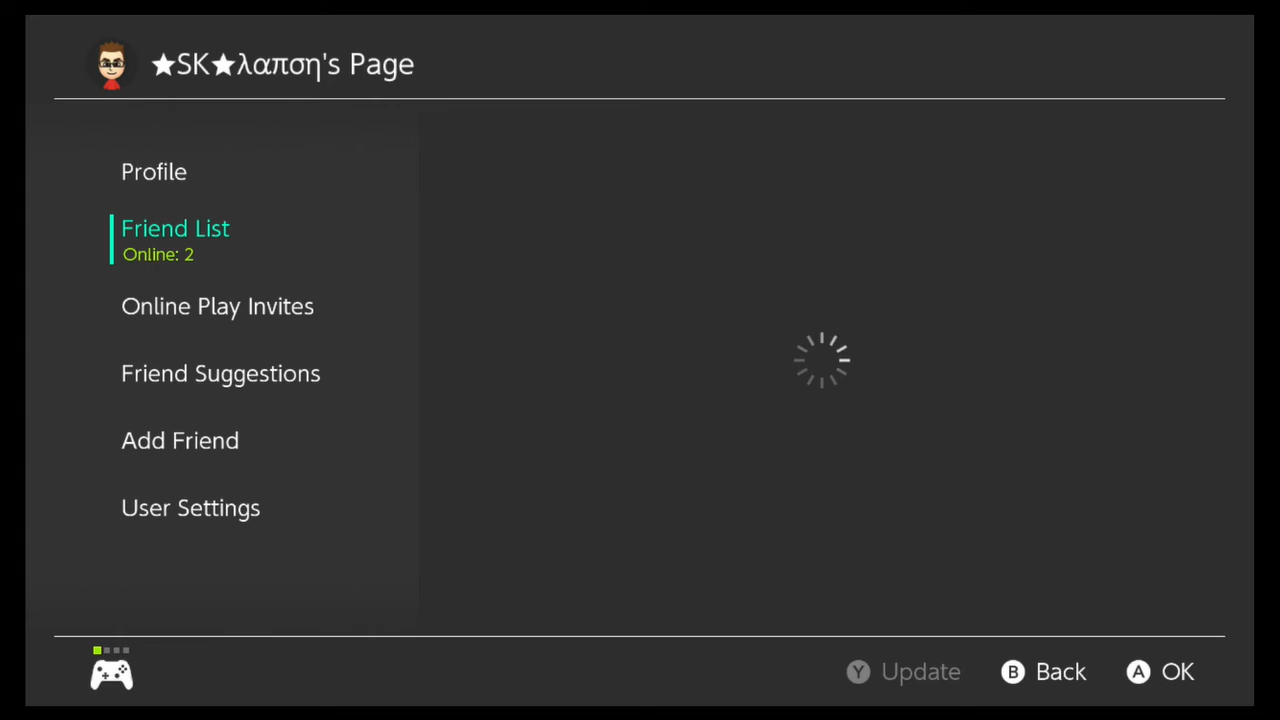 ★SK★λαπση's Page
Profile
Friend List
Online: 2
Online Play Invites
Friend Suggestions
Add Friend
User Settings
Y Update B Back A OK